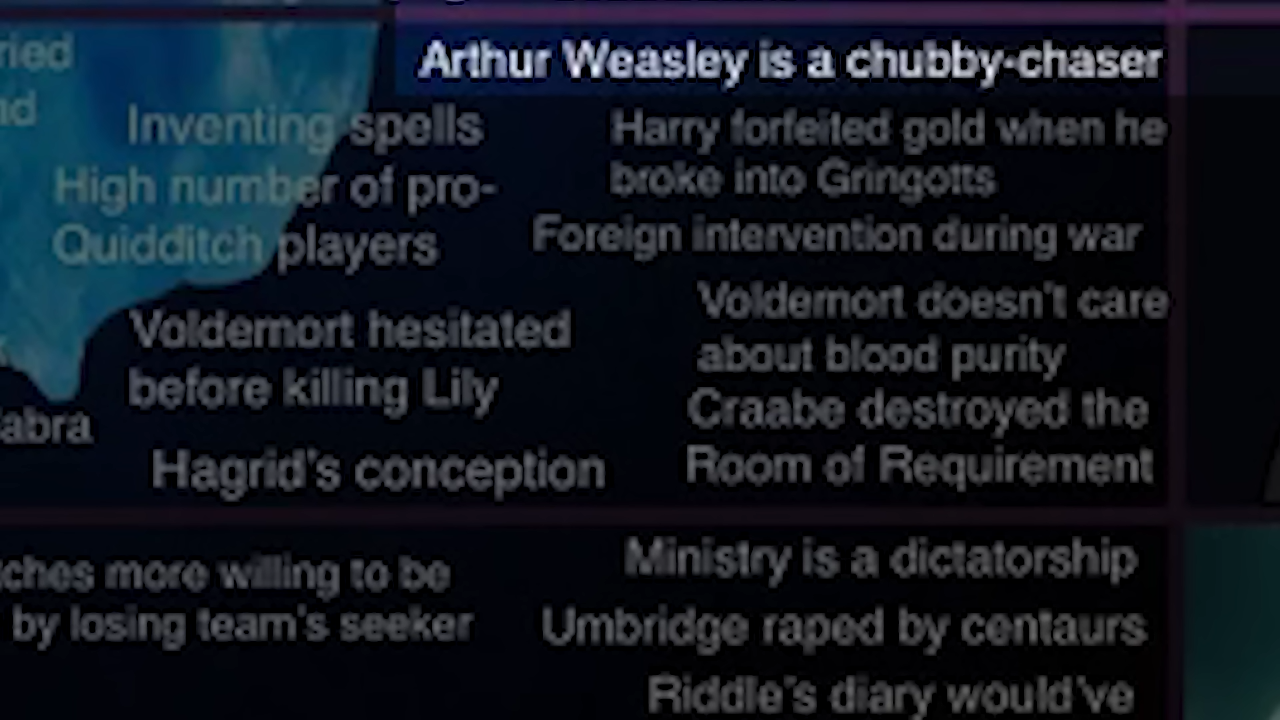 ried
Arthur Weasley is a chubby-chaser
nd
Inventing spells
Harry forfeited gold when he
broke into Gringotts
High number of pro-
Quidditch players
Foreign intervention during war
Voldemort hesitated
before killing Lily
Voldemort doesn't care
about blood purity
Craabe destroyed the
Room of Requirement
abra
Hagrid's conception
ches more willing to be
by losing team's seeker
Ministry is a dictatorship
Umbridge raped by centaurs
Riddle's diary would've